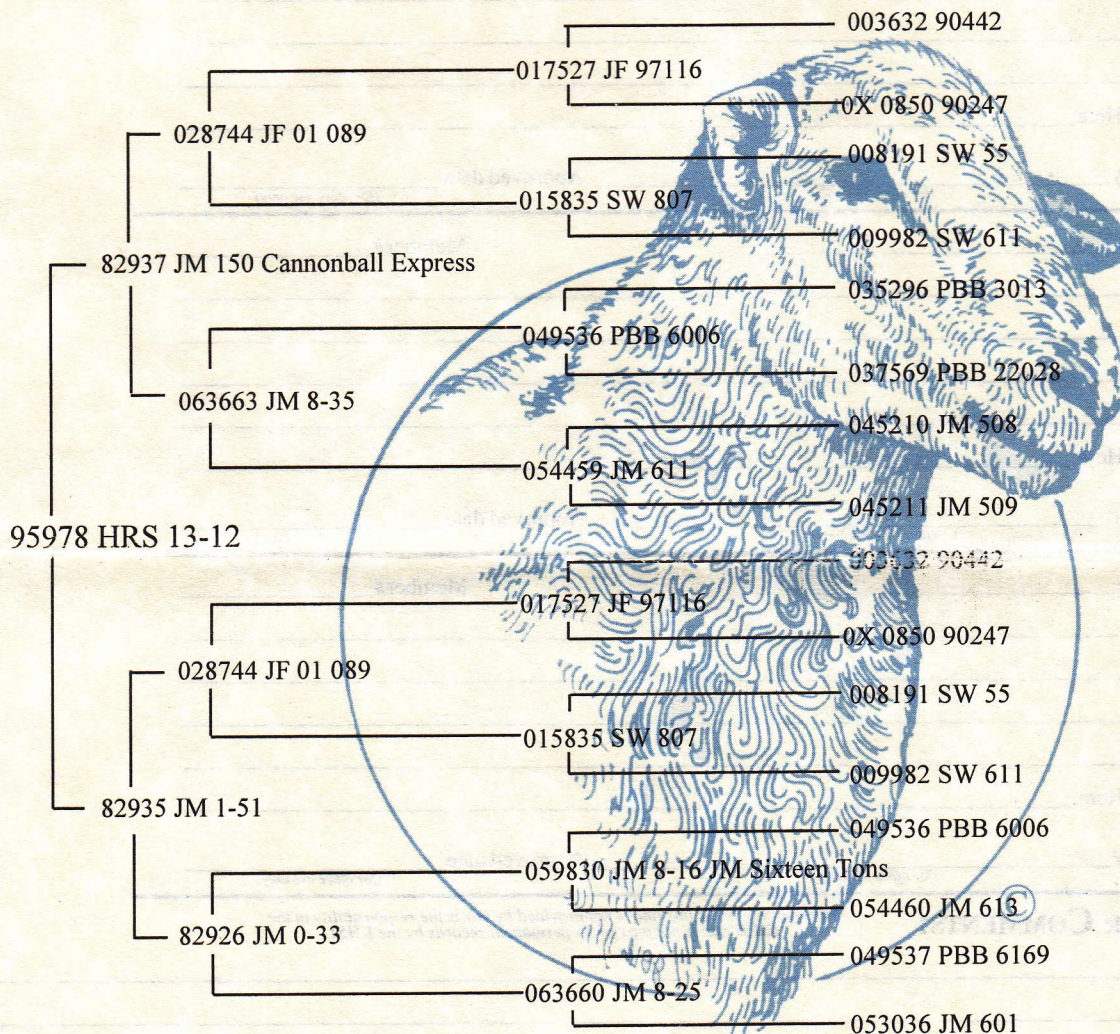 003632 90442
017527 JF 97116
0X 0850 90247
028744 JF 01 089
008191 SW 55
015835 SW 807
009982 SW 611
82937 JM 150 Cannonball Express
035296 PBB 3013
049536 PBB 6006
037569 PBB 22028
063663 JM 8-35
045210 JM 508
054459 JM 611
045211 JM 509
95978 HRS 13-12
003632 90442
017527 JF 97116
0X 0850 90247
028744 JF 01 089
008191 SW 55
015835 SW 807
009982 SW 611
82935 JM 1-51
049536 PBB 6006
059830 JM 8-16 JM Sixteen Tons
054460 JM 613
©
82926 JM 0-33
COMMENTS:
049537 PBB 6169
063660 JM 8-25
053036 JM 601